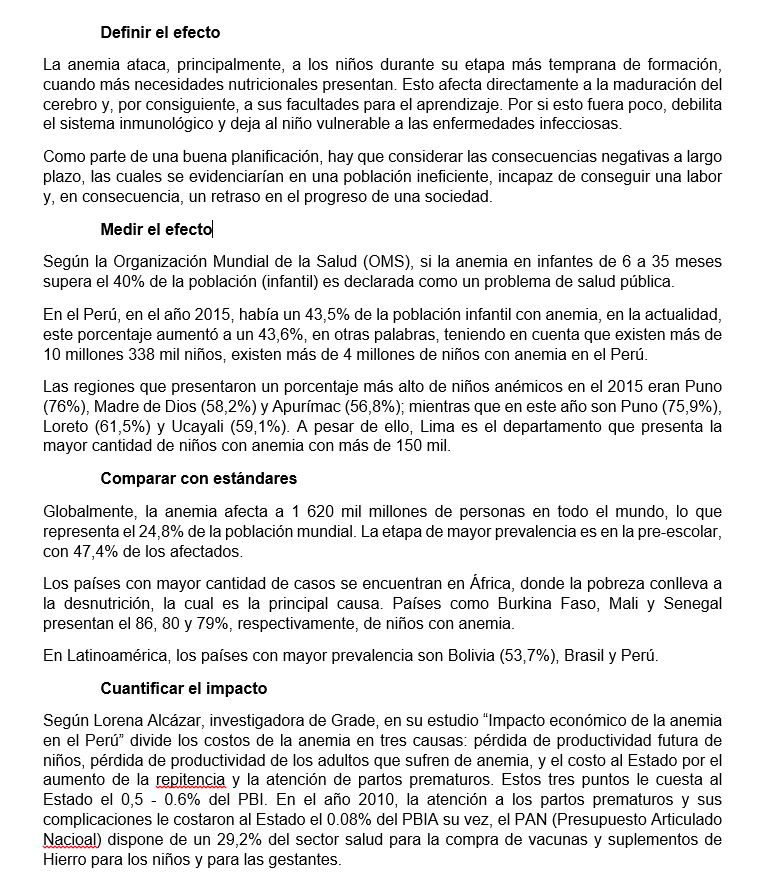 Definir el efecto
La anemia ataca, principalmente, a los niños durante su etapa más temprana de formación,
cuando más necesidades nutricionales presentan. Esto afecta directamente a la maduración del
cerebro y, por consiguiente, a sus facultades para el aprendizaje. Por si esto fuera poco, debilita
el sistema inmunológico y deja al niño vulnerable a las enfermedades infecciosas.
Como parte de una buena planificación, hay que considerar las consecuencias negativas a largo
plazo, las cuales se evidenciarían en una población ineficiente, incapaz de conseguir una labor
y, en consecuencia, un retraso en el progreso de una sociedad.
Medir el efecto
Según la Organización Mundial de la Salud (OMS), si la anemia en infantes de 6 a 35 meses
supera el 40% de la población (infantil) es declarada como un problema de salud pública.
En el Perú, en el año 2015, había un 43,5% de la población infantil con anemia, en la actualidad,
este porcentaje aumentó a un 43,6%, en otras palabras, teniendo en cuenta que existen más de
10 millones 338 mil niños, existen más de 4 millones de niños con anemia en el Perú.
Las regiones que presentaron un porcentaje más alto de niños anémicos en el 2015 eran Puno
(76%), Madre de Dios (58,2%) y Apurímac (56,8%); mientras que en este año son Puno (75,9%),
Loreto (61,5%) y Ucayali (59,1%). A pesar de ello, Lima es el departamento que presenta la
mayor cantidad de niños con anemia con más de 150 mil.
Comparar con estándares
Globalmente, la anemia afecta a 1 620 mil millones de personas en todo el mundo, lo que
representa el 24,8% de la población mundial. La etapa de mayor prevalencia es en la pre-escolar,
con 47,4% de los afectados.
Los países con mayor cantidad de casos se encuentran en África, donde la pobreza conlleva a
la desnutrición, la cual es la principal causa. Países como Burkina Faso, Mali y Senegal
presentan el 86, 80 y 79%, respectivamente, de niños con anemia.
En Latinoamérica, los países con mayor prevalencia son Bolivia (53,7%), Brasil y Perú.
Cuantificar el impacto
Según Lorena Alcázar, investigadora de Grade, en su estudio “Impacto económico de la anemia
en el Perú” divide los costos de la anemia en tres causas: pérdida de productividad futura de
niños, pérdida de productividad de los adultos que sufren de anemia, y el costo al Estado por el
aumento de la repitencia y la atención de partos prematuros. Estos tres puntos le cuesta al
Estado el 0,5 - 0.6% del PBI. En el año 2010, la atención a los partos prematuros y sus
complicaciones le costaron al Estado el 0.08% del PBIA su vez, el PAN (Presupuesto Articulado
Nacioal) dispone de un 29,2% del sector salud para la compra de vacunas y suplementos de
Hierro para los niños y para las gestantes.